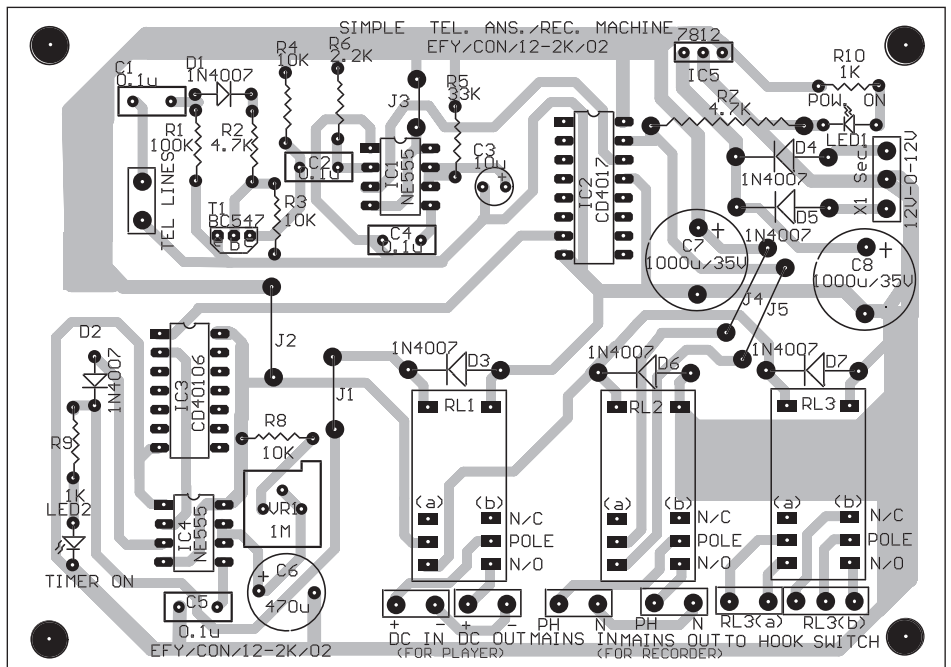 SIMPLE TEL. ANS./REC. MACHINE
EFY/CON/12-2K/02
7812
IC5
R10
1K
POW. ON
LED1
C1
0.1u
D1
1N4007
R4
10K
R6
2.2K
J3
R5
33K
R7
4.7K
R1
100K
R2
4.7K
C2
0.1u
IC1
NE555
C3
10u
+
IC2
CD4017
D4
1N4007
D5
1N4007
X1 Sec.
12V-0-12V
TEL LINES
T1
BC547
E B C
R3
10K
C4
0.1u
C7
+
1000u/35V
C8
+
1000u/35V
J4
J5
J2
J1
D2
1N4007
IC3
CD40106
1N4007
D3
1N4007
D6
1N4007
D7
RL1
RL2
RL3
R9
1K
LED2
TIMER ON
R8
10K
VR1
1M
IC4
NE555
C6
+
470u
C5
0.1u
(a) (b) N/C
POLE
N/O
(a) (b) N/C
POLE
N/O
(a) (b) N/C
POLE
N/O
+ - + -
DC IN DC OUT
(FOR PLAYER)
PH N PH N
MAINS IN MAINS OUT
(FOR RECORDER)
RL3(a) RL3(b)
TO HOOK SWITCH
EFY/CON/12-2K/02